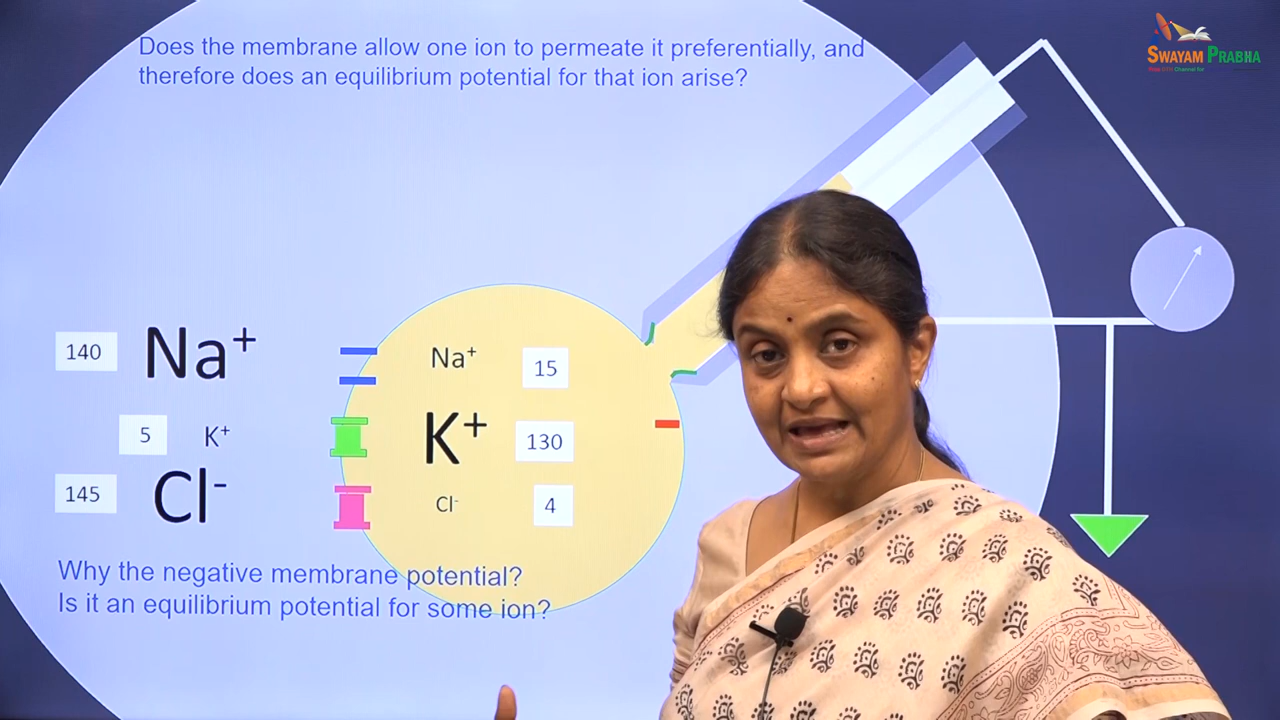 Does the membrane allow one ion to permeate it preferentially, and
therefore does an equilibrium potential for that ion arise?
SWAYAM PRABHA
140 Na⁺ Na⁺ 15
5 K⁺ K⁺ 130
145 Cl⁻ Cl⁻ 4
Why the negative membrane potential?
Is it an equilibrium potential for some ion?